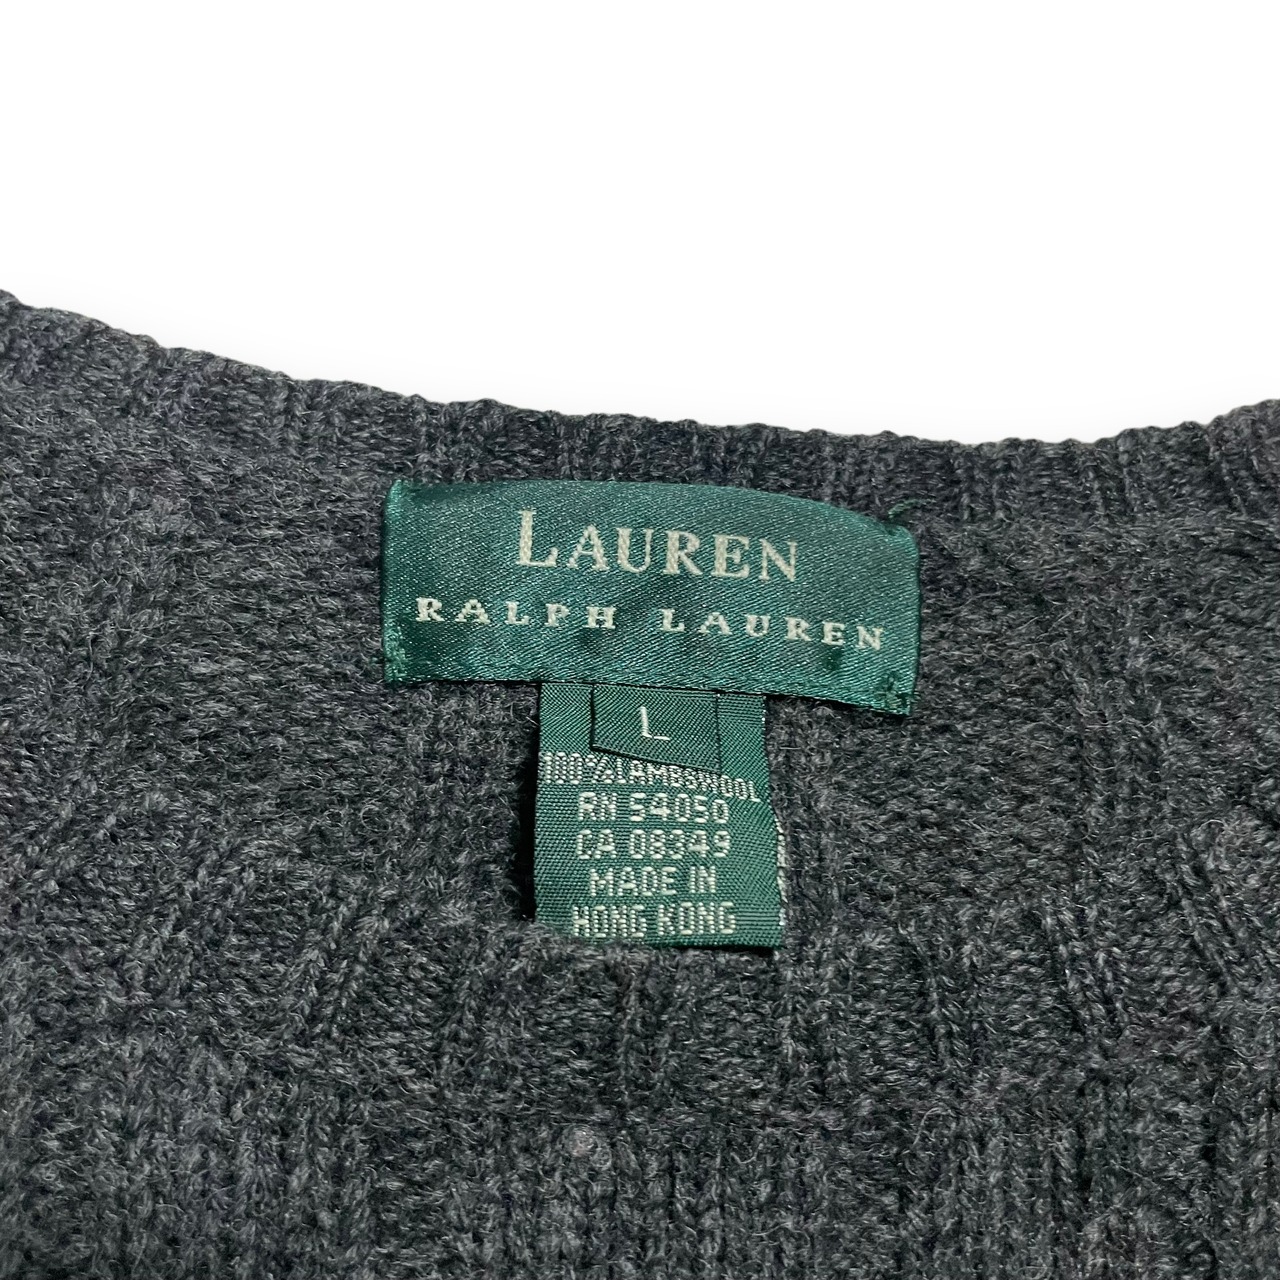 LAUREN
RALPH LAUREN
L
100% LAMBSWOOL
RN 54050
CA 08349
MADE IN
HONG KONG